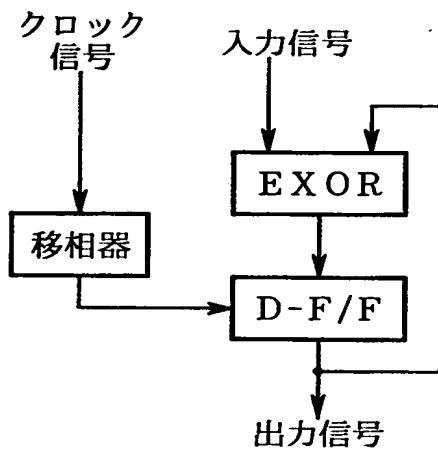 クロック
信号
入力信号
EXOR
移相器
D-F/F
出力信号